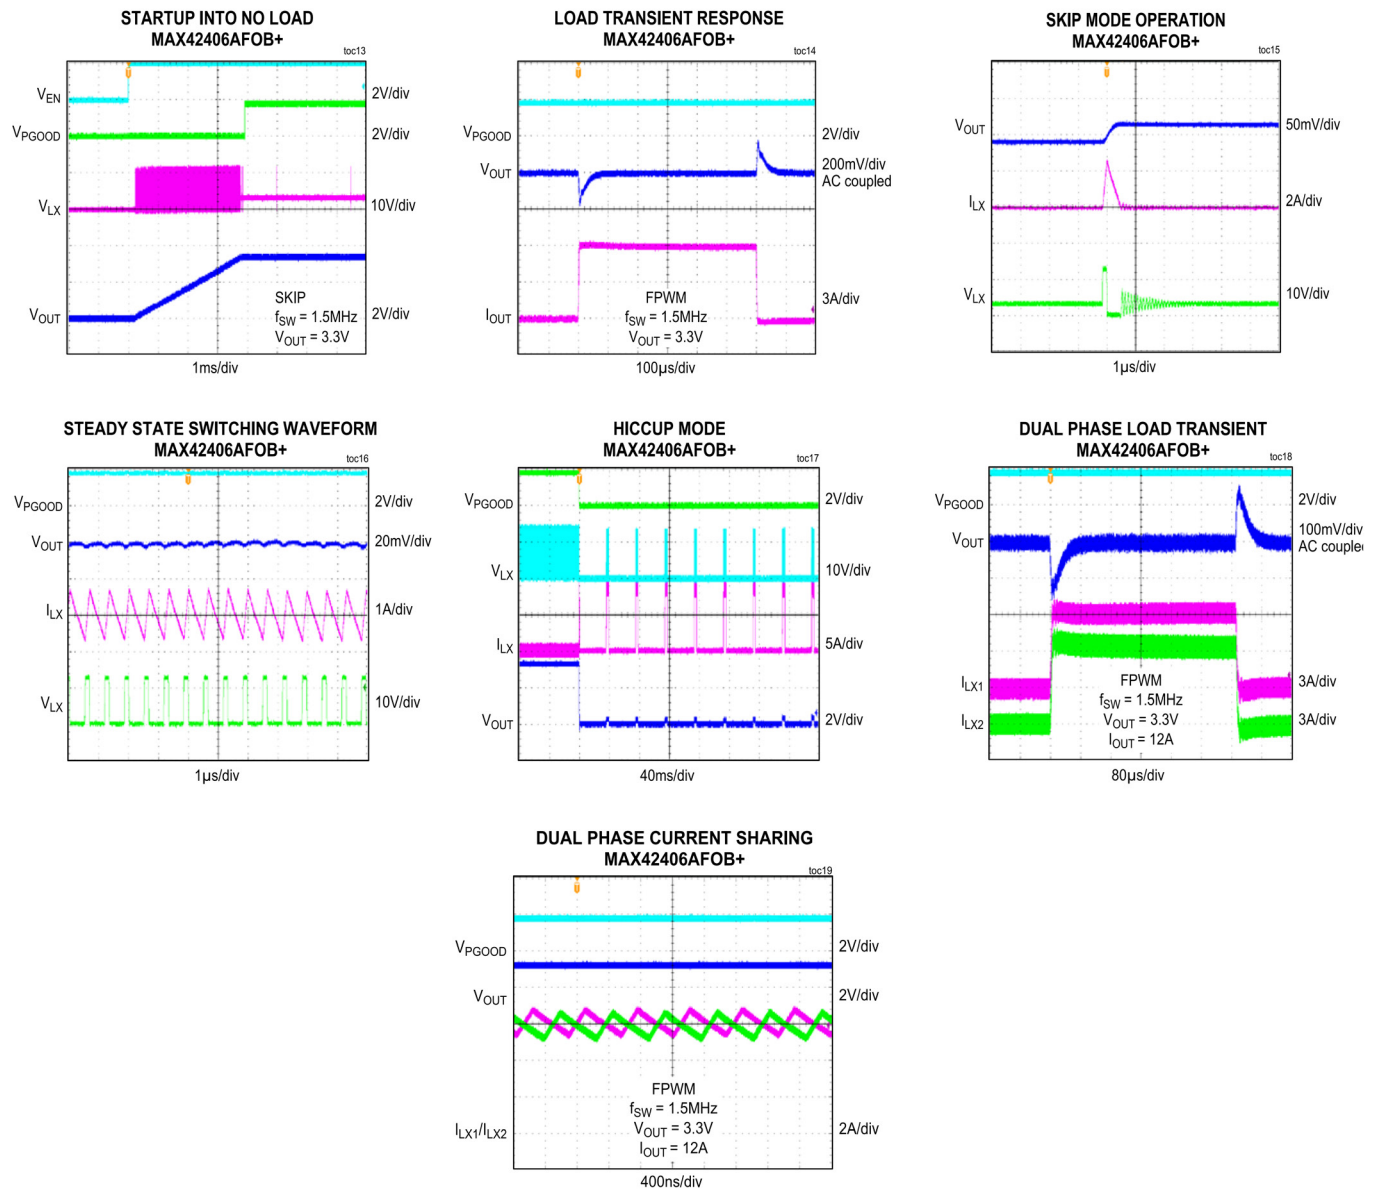 STARTUP INTO NO LOAD
MAX42406AFOB+
toc13
VEN
2V/div
VPGOOD
2V/div
VLX
10V/div
VOUT
2V/div
SKIP
fSW = 1.5MHz
VOUT = 3.3V
1ms/div
LOAD TRANSIENT RESPONSE
MAX42406AFOB+
toc14
VPGOOD
2V/div
VOUT
200mV/div
AC coupled
IOUT
3A/div
FPWM
fSW = 1.5MHz
VOUT = 3.3V
100µs/div
SKIP MODE OPERATION
MAX42406AFOB+
toc15
VOUT
50mV/div
ILX
2A/div
VLX
10V/div
1µs/div
STEADY STATE SWITCHING WAVEFORM
MAX42406AFOB+
toc16
VPGOOD
2V/div
VOUT
20mV/div
ILX
1A/div
VLX
10V/div
1µs/div
HICCUP MODE
MAX42406AFOB+
toc17
VPGOOD
2V/div
VLX
10V/div
ILX
5A/div
VOUT
2V/div
40ms/div
DUAL PHASE LOAD TRANSIENT
MAX42406AFOB+
toc18
VPGOOD
2V/div
VOUT
100mV/div
AC couple
ILX1
3A/div
ILX2
3A/div
FPWM
fSW = 1.5MHz
VOUT = 3.3V
IOUT = 12A
80µs/div
DUAL PHASE CURRENT SHARING
MAX42406AFOB+
toc19
VPGOOD
2V/div
VOUT
2V/div
FPWM
fSW = 1.5MHz
VOUT = 3.3V
IOUT = 12A
ILX1/ILX2
2A/div
400ns/div